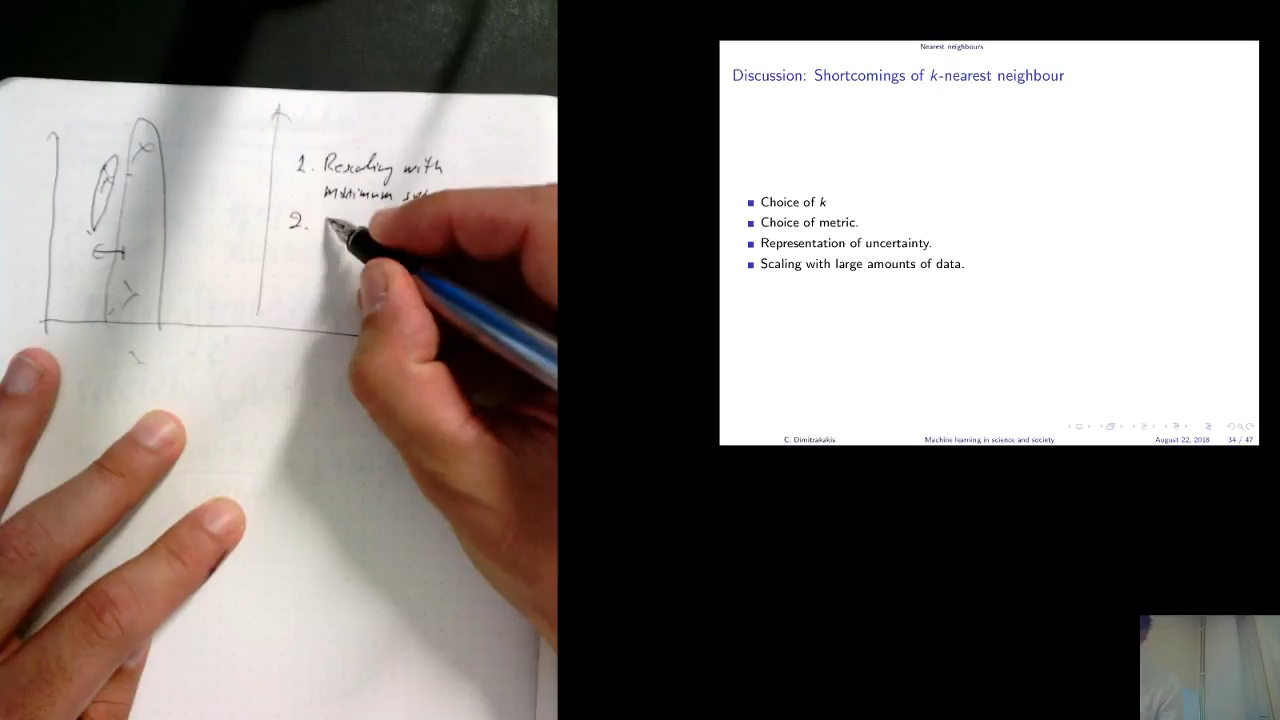 1. Rescaling with
2.
Nearest neighbours
Discussion: Shortcomings of k-nearest neighbour
Choice of k
Choice of metric.
Representation of uncertainty.
Scaling with large amounts of data.
C. Dimitrakakis Machine learning in science and society August 22, 2018 34 / 47